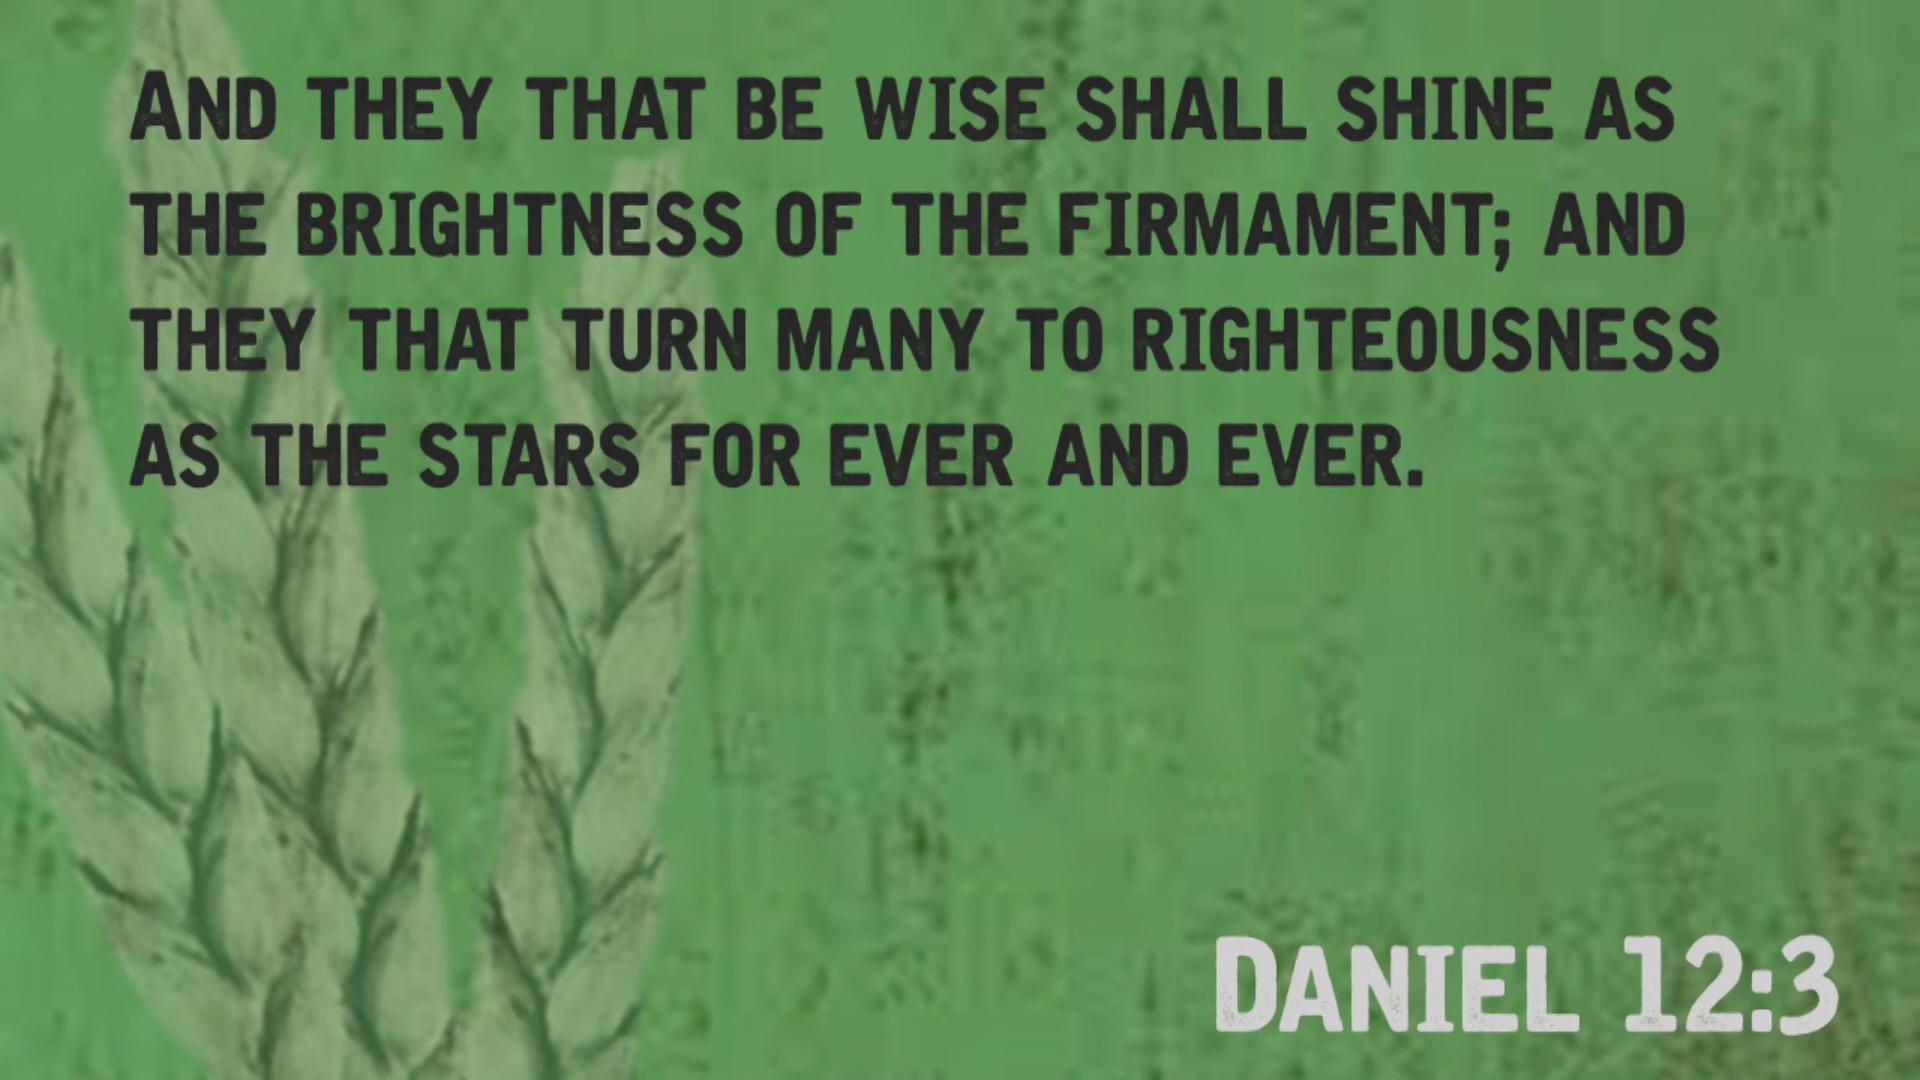 And they that be wise shall shine as
the brightness of the firmament; and
they that turn many to righteousness
as the stars for ever and ever.
Daniel 12:3